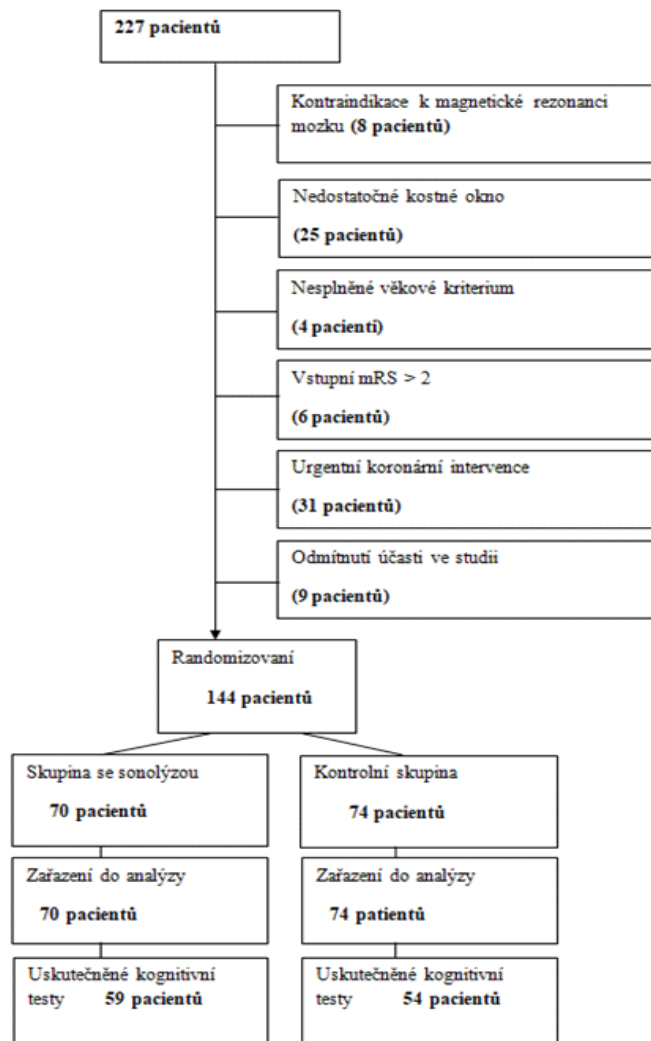 227 pacientů
Kontraindikace k magnetické rezonanci
mozku (8 pacientů)
Nedostatočné kostné okno
(25 pacientů)
Nesplněné věkové kriterium
(4 pacienti)
Vstupní mRS > 2
(6 pacientů)
Urgentní koronární intervence
(31 pacientů)
Odmítnutí účasti ve studii
(9 pacientů)
Randomizovaní
144 pacientů
Skupina se sonolýzou
70 pacientů
Kontrolní skupina
74 pacientů
Zařazení do analýzy
70 pacientů
Zařazení do analýzy
74 patientů
Uskutečněné kognitivní
testy 59 pacientů
Uskutečněné kognitivní
testy 54 pacientů